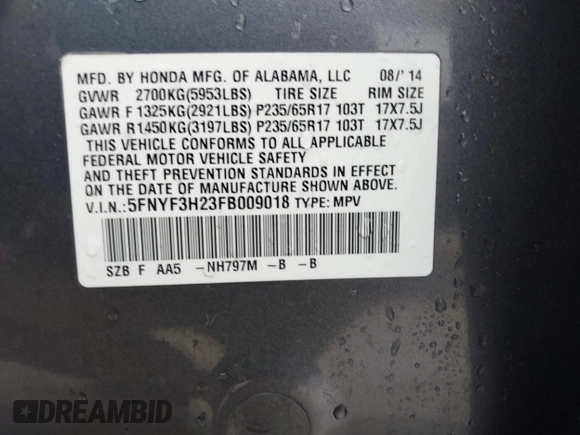 MFD. BY HONDA MFG. OF ALABAMA, LLC 08/'14
GVWR 2700KG(5953LBS) TIRE SIZE RIM SIZE
GAWR F 1325KG(2921LBS) P235/65R17 103T 17X7.5J
GAWR R1450KG(3197LBS) P235/65R17 103T 17X7.5J
THIS VEHICLE CONFORMS TO ALL APPLICABLE
FEDERAL MOTOR VEHICLE SAFETY
AND THEFT PREVENTION STANDARDS IN EFFECT
ON THE DATE OF MANUFACTURE SHOWN ABOVE.
V.I.N.:5FNYF3H23FB009018 TYPE: MPV
SZB F AA5 -NH797M -B -B
DREAMBID